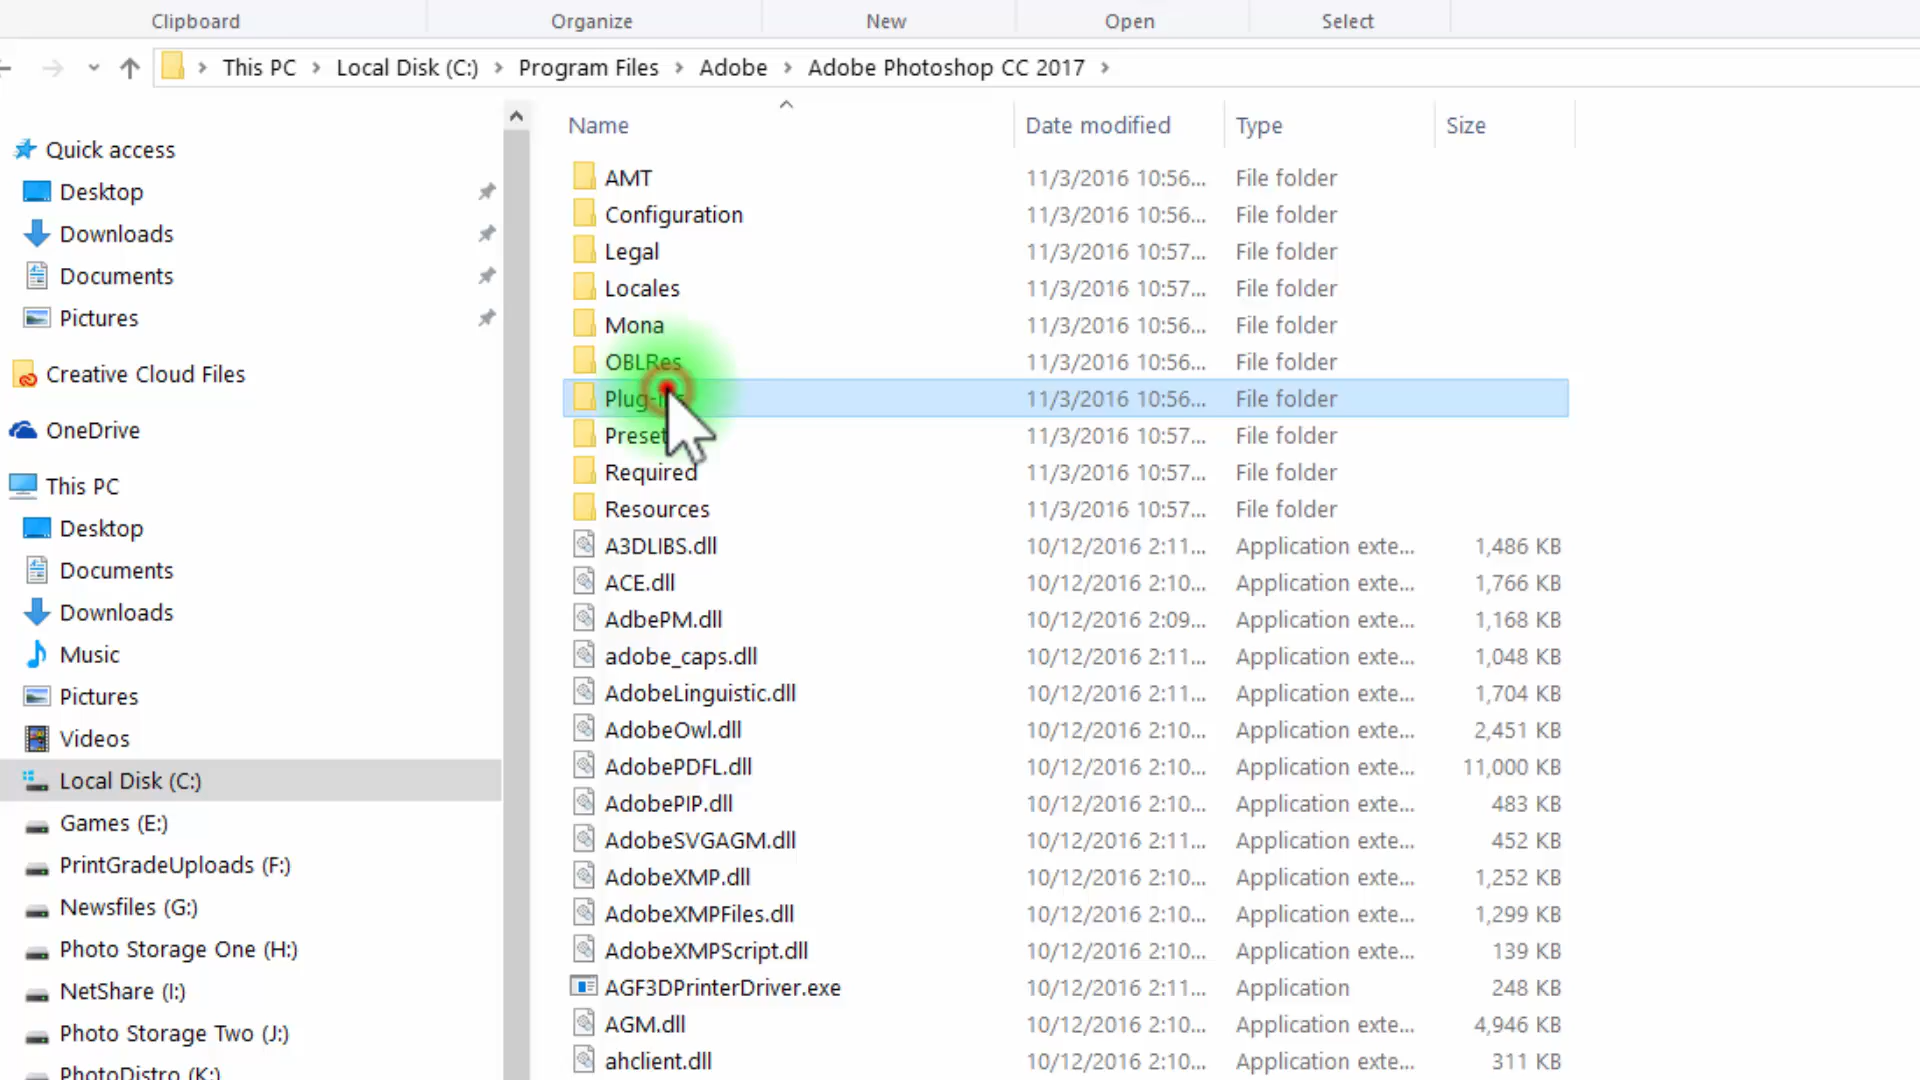 Clipboard Organize New Open Select
This PC Local Disk (C:) Program Files Adobe Adobe Photoshop CC 2017
Name Date modified Type Size
Quick access
Desktop
Downloads
Documents
Pictures
Creative Cloud Files
OneDrive
This PC
Desktop
Documents
Downloads
Music
Pictures
Videos
Local Disk (C:)
Games (E:)
PrintGradeUploads (F:)
Newsfiles (G:)
Photo Storage One (H:)
NetShare (I:)
Photo Storage Two (J:)
PhotoDistro (K:)
AMT 11/3/2016 10:56... File folder
Configuration 11/3/2016 10:56... File folder
Legal 11/3/2016 10:57... File folder
Locales 11/3/2016 10:57... File folder
Mona 11/3/2016 10:56... File folder
OBLRes 11/3/2016 10:56... File folder
11/3/2016 10:56... File folder
11/3/2016 10:57... File folder
Required 11/3/2016 10:57... File folder
Resources 11/3/2016 10:57... File folder
A3DLIBS.dll 10/12/2016 2:11... Application exte... 1,486 KB
ACE.dll 10/12/2016 2:10... Application exte... 1,766 KB
AdbePM.dll 10/12/2016 2:09... Application exte... 1,168 KB
adobe_caps.dll 10/12/2016 2:11... Application exte... 1,048 KB
AdobeLinguistic.dll 10/12/2016 2:11... Application exte... 1,704 KB
AdobeOwl.dll 10/12/2016 2:10... Application exte... 2,451 KB
AdobePDFL.dll 10/12/2016 2:10... Application exte... 11,000 KB
AdobePIP.dll 10/12/2016 2:10... Application exte... 483 KB
AdobeSVGAGM.dll 10/12/2016 2:11... Application exte... 452 KB
AdobeXMP.dll 10/12/2016 2:10... Application exte... 1,252 KB
AdobeXMPFiles.dll 10/12/2016 2:10... Application exte... 1,299 KB
AdobeXMPScript.dll 10/12/2016 2:10... Application exte... 139 KB
AGF3DPrinterDriver.exe 10/12/2016 2:11... Application 248 KB
AGM.dll 10/12/2016 2:10... Application exte... 4,946 KB
ahclient.dll 10/12/2016 2:10... Application exte... 311 KB